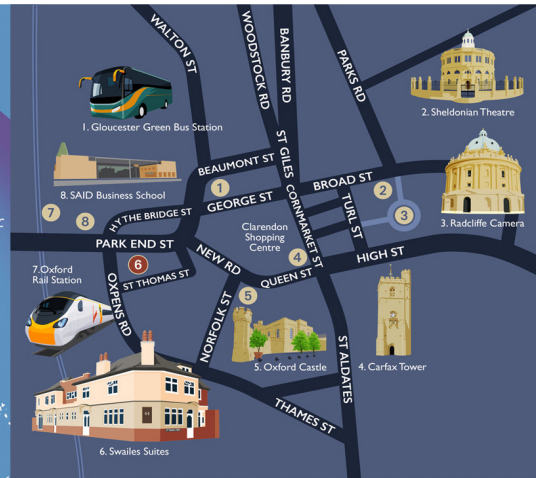 WALTON ST
WOODSTOCK RD
BANBURY RD
PARKS RD
1. Gloucester Green Bus Station
2. Sheldonian Theatre
ST GILES
BEAUMONT ST
8. SAID Business School
1
BROAD ST
2
GEORGE ST
CORNMARKET ST
TURL ST
3
3. Radcliffe Camera
7
8
HYTHE BRIDGE ST
Clarendon
Shopping
Centre
4
PARK END ST
NEW RD
HIGH ST
6
7.Oxford
Rail Station
ST THOMAS ST
QUEEN ST
5
OXPENS RD
NORFOLK ST
5. Oxford Castle
4. Carfax Tower
ST ALDATES
THAMES ST
6. Swailes Suites